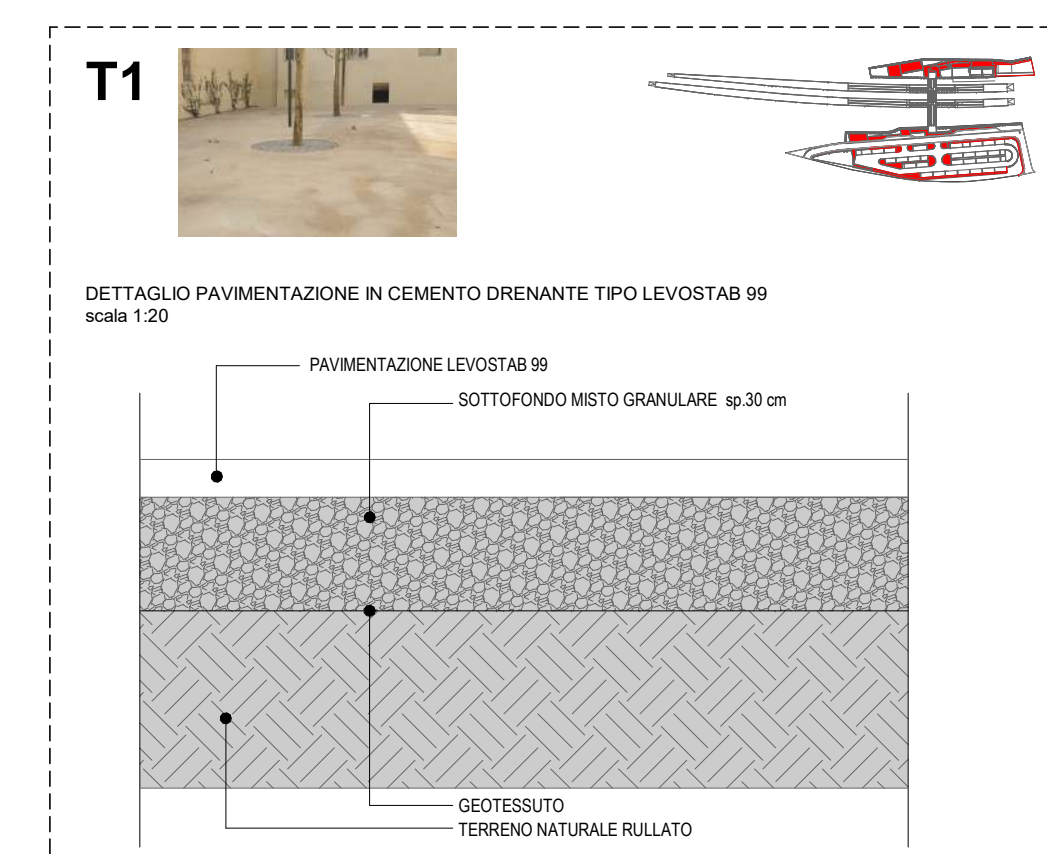 T1
DETTAGLIO PAVIMENTAZIONE IN CEMENTO DRENANTE TIPO LEVOSTAB 99
scala 1:20
PAVIMENTAZIONE LEVOSTAB 99
SOTTOFONDO MISTO GRANULARE sp.30 cm
GEOTESSUTO
TERRENO NATURALE RULLATO